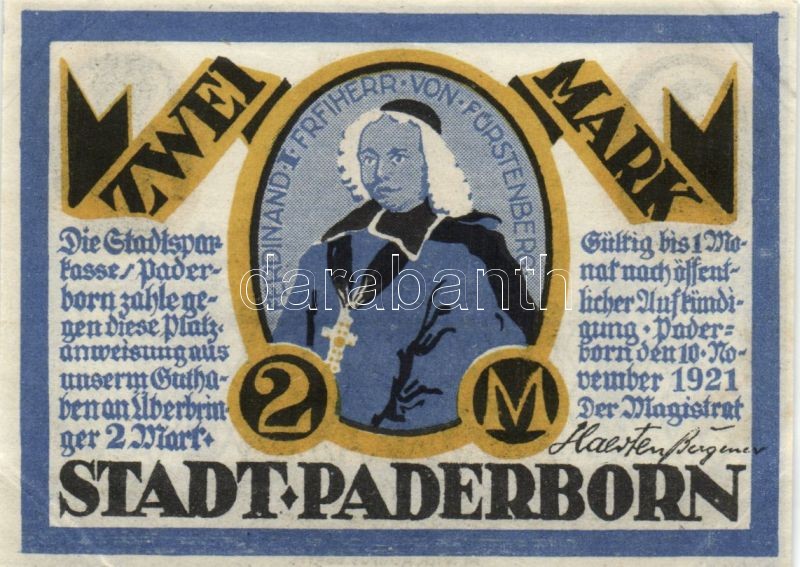 ZWEI MARK
FERDINAND I FREIHERR · VON · FÜRSTENBERG
Die Stadtspar-
kasse/Pader-
born zahle ge-
gen diese Platz-
anweisung aus
unserm Gutha-
ben an Überbrin-
ger 2 Mark
Gültig bis 1 Mo-
nat nach öffent-
licher Aufkündi-
gung · Pader=
born den 10. No-
vember 1921
Der Magistrat
2 M
STADT · PADERBORN
darabanth